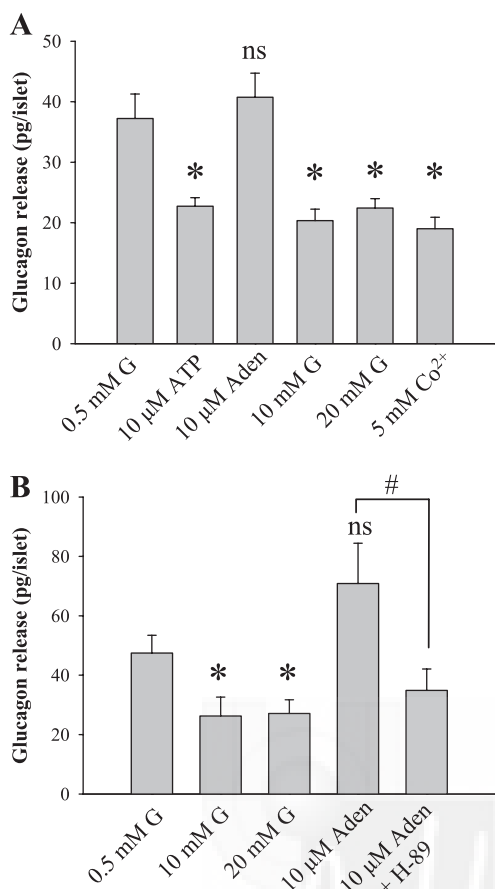 A
Glucagon release (pg/islet)
50
40
30
20
10
0
ns
*
*
*
*
0.5 mM G
10 µM ATP
10 µM Aden
10 mM G
20 mM G
5 mM Co²⁺
B
Glucagon release (pg/islet)
100
80
60
40
20
0
#
ns
*
*
0.5 mM G
10 mM G
20 mM G
10 µM Aden
10 µM Aden
+ H-89